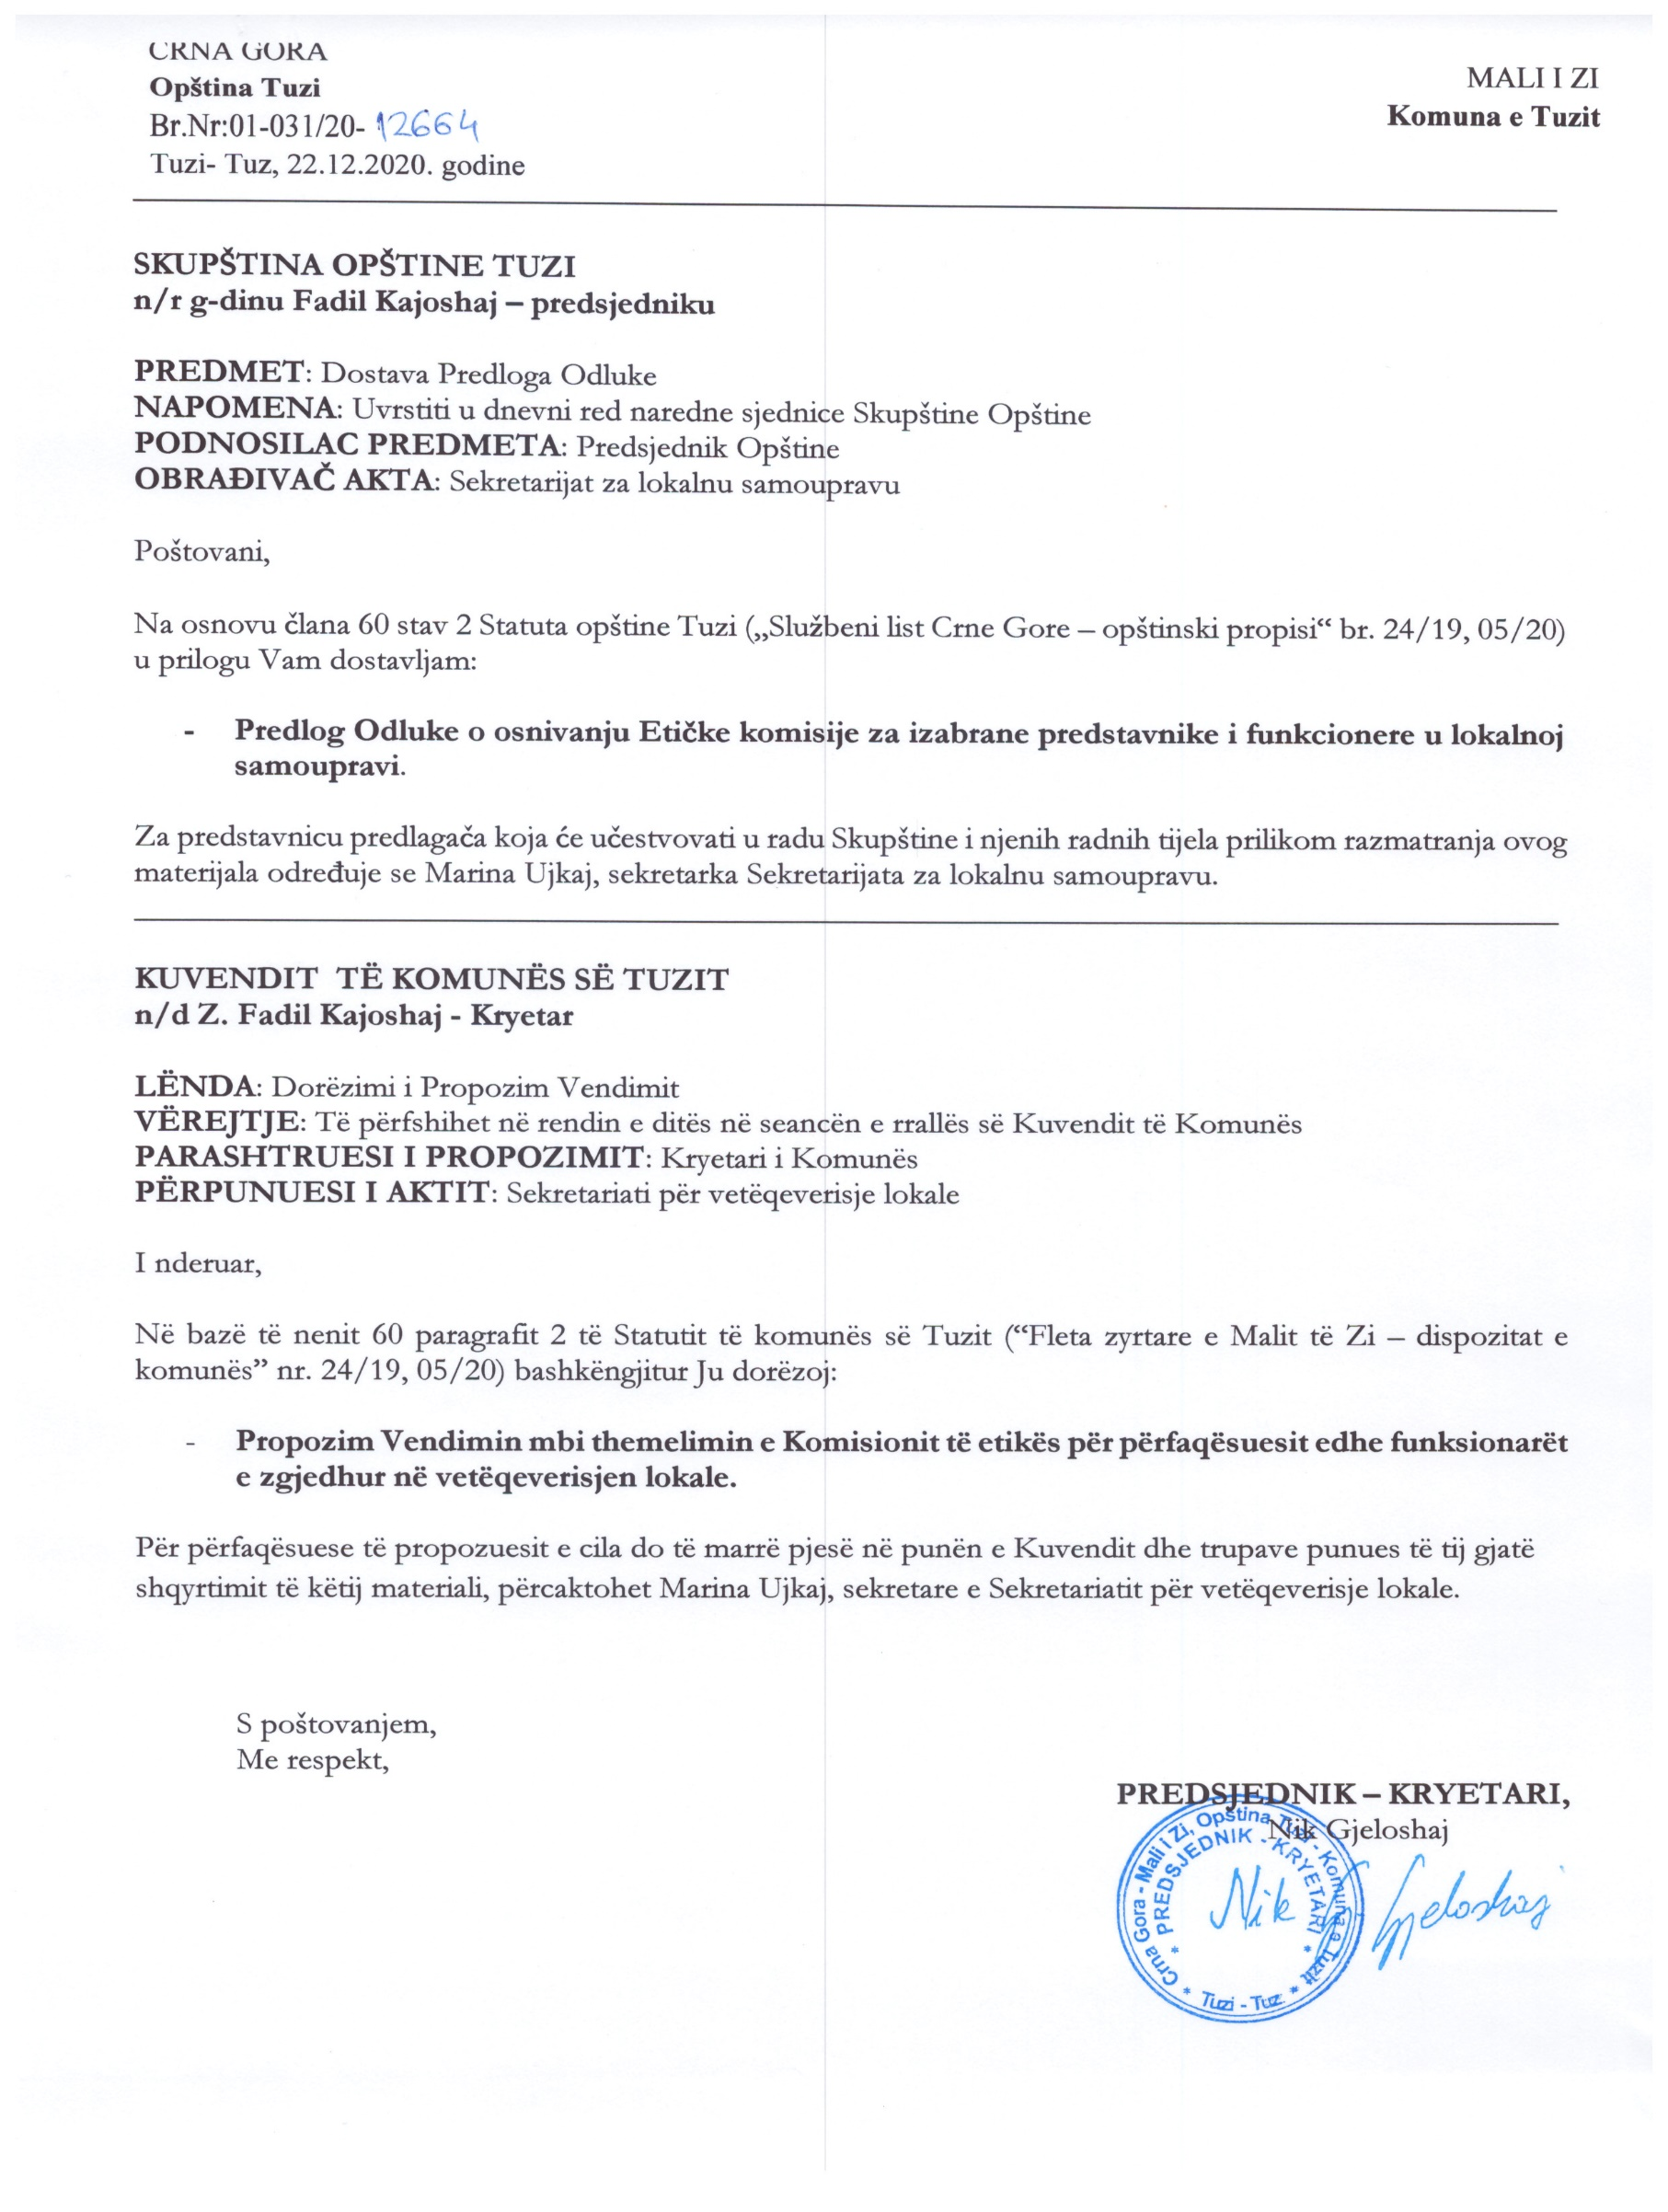 CRNA GORA
Opština Tuzi
Br.Nr:01-031/20- 12664
Tuzi- Tuz, 22.12.2020. godine
MALI I ZI
Komuna e Tuzit
SKUPŠTINA OPŠTINE TUZI
n/r g-dinu Fadil Kajoshaj – predsjedniku
PREDMET: Dostava Predloga Odluke
NAPOMENA: Uvrstiti u dnevni red naredne sjednice Skupštine Opštine
PODNOSILAC PREDMETA: Predsjednik Opštine
OBRAĐIVAČ AKTA: Sekretarijat za lokalnu samoupravu
Poštovani,
Na osnovu člana 60 stav 2 Statuta opštine Tuzi („Službeni list Crne Gore – opštinski propisi“ br. 24/19, 05/20)
u prilogu Vam dostavljam:
- Predlog Odluke o osnivanju Etičke komisije za izabrane predstavnike i funkcionere u lokalnoj
samoupravi.
Za predstavnicu predlagača koja će učestvovati u radu Skupštine i njenih radnih tijela prilikom razmatranja ovog
materijala određuje se Marina Ujkaj, sekretarka Sekretarijata za lokalnu samoupravu.
KUVENDIT TË KOMUNËS SË TUZIT
n/d Z. Fadil Kajoshaj - Kryetar
LËNDA: Dorëzimi i Propozim Vendimit
VËREJTJE: Të përfshihet në rendin e ditës në seancën e rrallës së Kuvendit të Komunës
PARASHTRUESI I PROPOZIMIT: Kryetari i Komunës
PËRPUNUESI I AKTIT: Sekretariati për vetëqeverisje lokale
I nderuar,
Në bazë të nenit 60 paragrafit 2 të Statutit të komunës së Tuzit (“Fleta zyrtare e Malit të Zi – dispozitat e
komunës” nr. 24/19, 05/20) bashkëngjitur Ju dorëzoj:
- Propozim Vendimin mbi themelimin e Komisionit të etikës për përfaqësuesit edhe funksionarët
e zgjedhur në vetëqeverisjen lokale.
Për përfaqësuese të propozuesit e cila do të marrë pjesë në punën e Kuvendit dhe trupave punues të tij gjatë
shqyrtimit të këtij materiali, përcaktohet Marina Ujkaj, sekretare e Sekretariatit për vetëqeverisje lokale.
S poštovanjem,
Me respekt,
PREDSJEDNIK – KRYETARI,
Nik Gjeloshaj
Crna Gora - Mali i Zi, Opština Tuzi - Komuna e Tuzit
PREDSJEDNIK - KRYETARI
Tuzi - Tuz
Nik Gjeloshaj